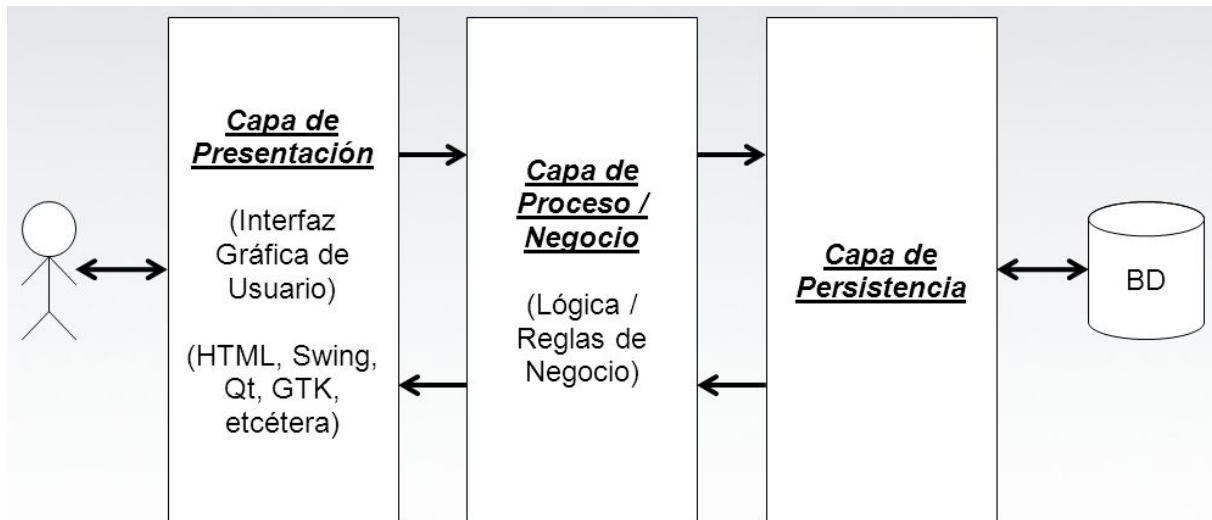 Capa de
Presentación
(Interfaz
Gráfica de
Usuario)
(HTML, Swing,
Qt, GTK,
etcétera)
Capa de
Proceso /
Negocio
(Lógica /
Reglas de
Negocio)
Capa de
Persistencia
BD